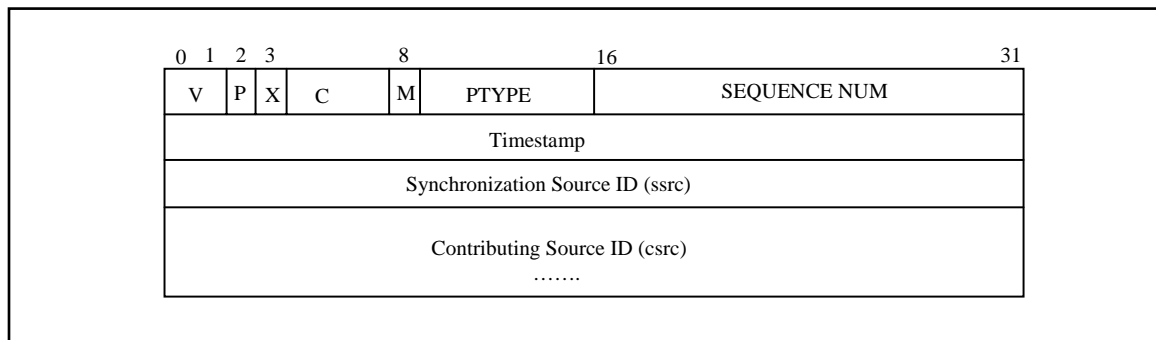 0 1 2 3 8 16 31
V P X C M PTYPE SEQUENCE NUM
Timestamp
Synchronization Source ID (ssrc)
Contributing Source ID (csrc)
…….